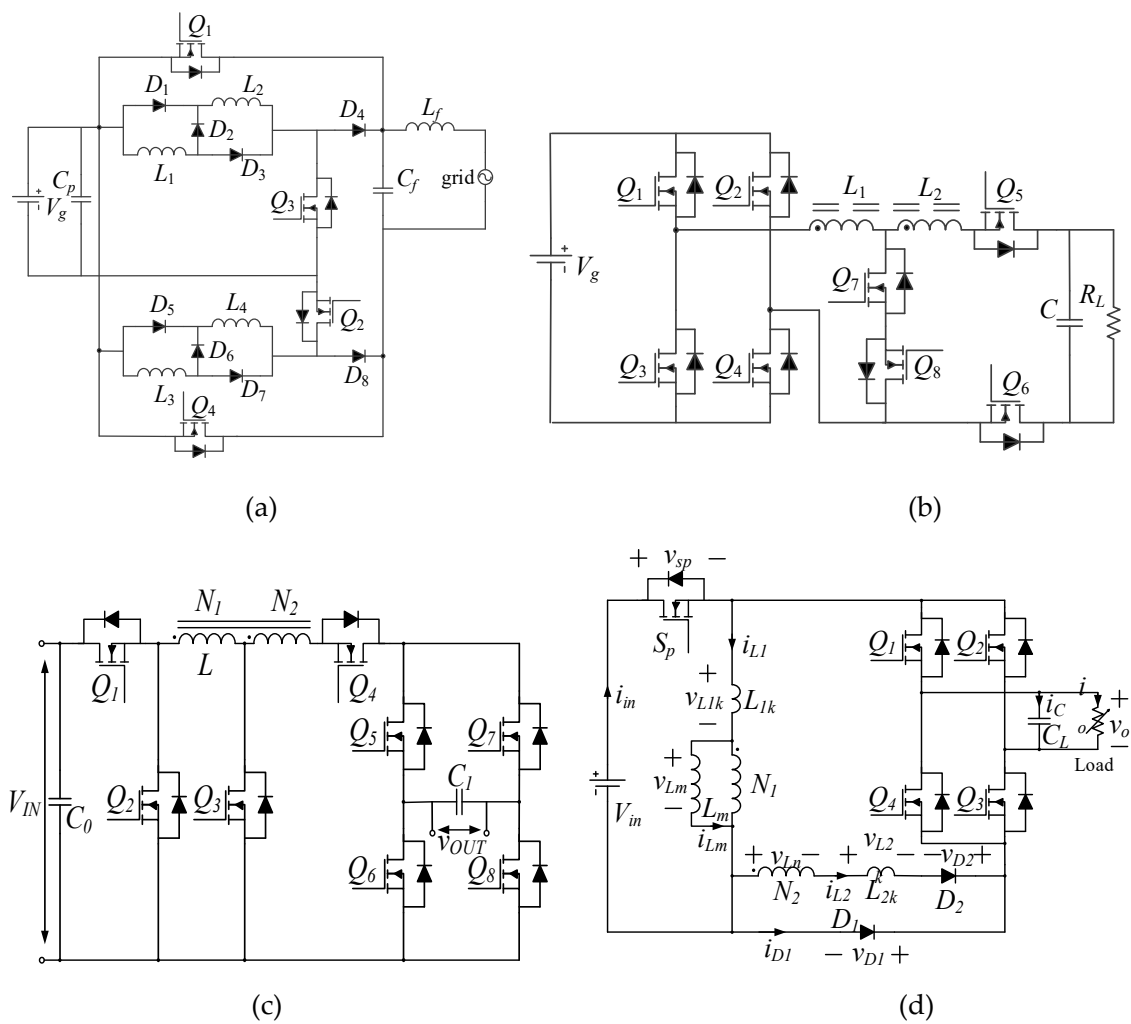 Q1
D1
L2
D2
L1
D3
D4
Lf
Cp
+
-
Vg
Q3
Cf
grid
D5
L4
D6
L3
D7
Q2
D8
Q4
(a)
Q1
Q2
L1
L2
Q5
+
-
Vg
Q7
C
RL
Q3
Q4
Q8
Q6
(b)
N1
N2
L
Q1
Q4
Q5
Q7
VIN
C0
Q2
Q3
C1
vOUT
Q6
Q8
(c)
+ vsp −
Sp
iL1
Q1
Q2
iin
+
vL1k
−
L1k
iC
i
o
CL
+
vo
−
Load
+
vLm
−
Lm
N1
iLm
+
-
Vin
Q4
Q3
+ vLn −
N2
iL2
+ vL2 −
k
L2k
− vD2 +
D2
iD1
D1
− vD1 +
(d)